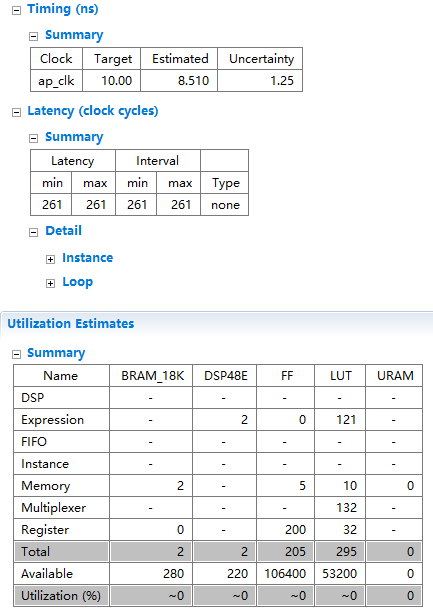 Timing (ns)
Summary
Clock Target Estimated Uncertainty
ap_clk 10.00 8.510 1.25
Latency (clock cycles)
Summary
Latency Interval
min max min max Type
261 261 261 261 none
Detail
Instance
Loop
Utilization Estimates
Summary
Name BRAM_18K DSP48E FF LUT URAM
DSP - - - - -
Expression - 2 0 121 -
FIFO - - - - -
Instance - - - - -
Memory 2 - 5 10 0
Multiplexer - - - 132 -
Register 0 - 200 32 -
Total 2 2 205 295 0
Available 280 220 106400 53200 0
Utilization (%) ~0 ~0 ~0 ~0 0